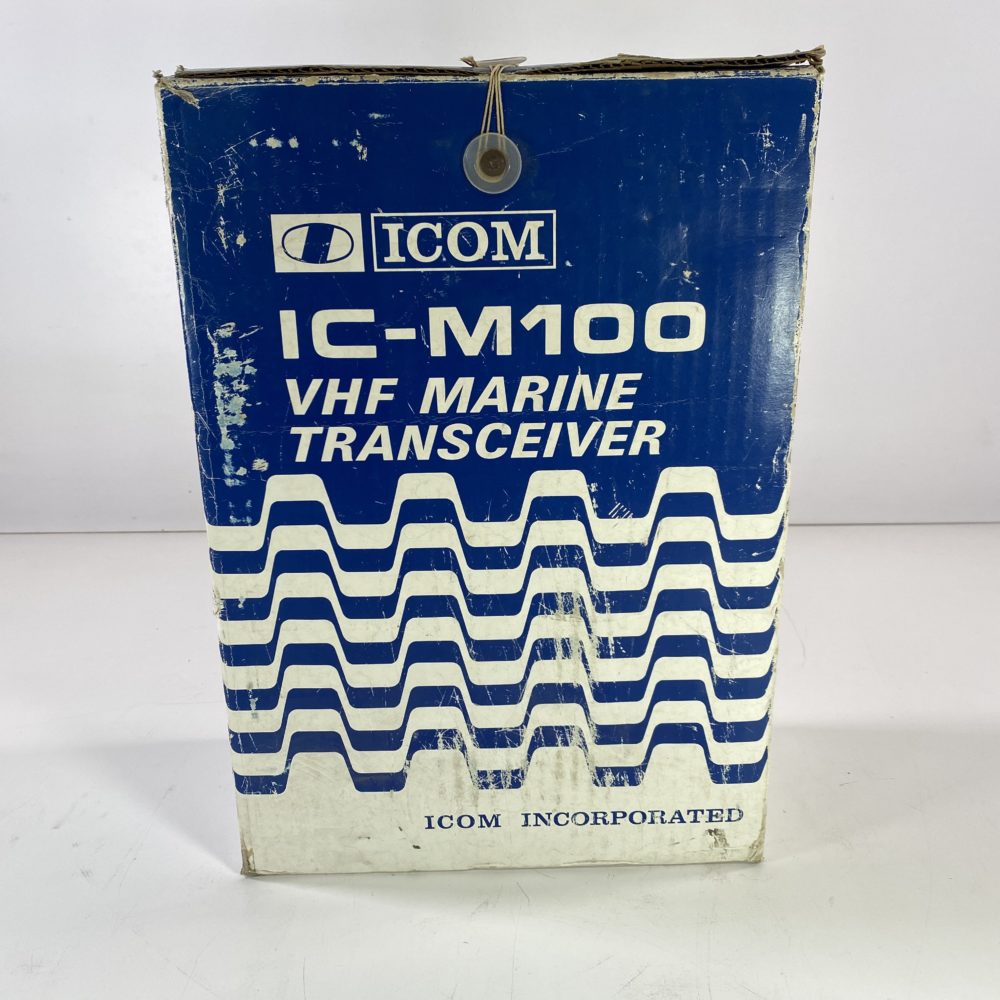 ICOM
IC-M100
VHF MARINE
TRANSCEIVER
ICOM INCORPORATED